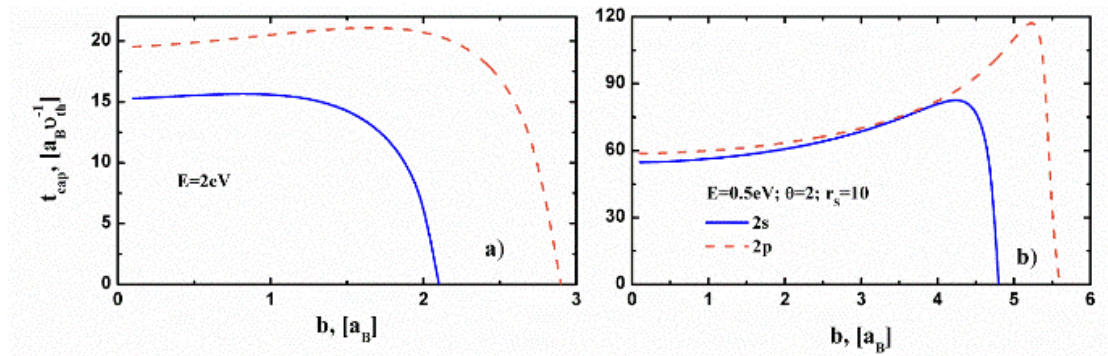 20
15
10
5
0
t_cap, [a_B υ_th^-1]
E=2eV
a)
0
1
2
3
b, [a_B]
120
90
60
30
0
E=0.5eV; θ=2; r_S=10
2s
2p
b)
0
1
2
3
4
5
6
b, [a_B]